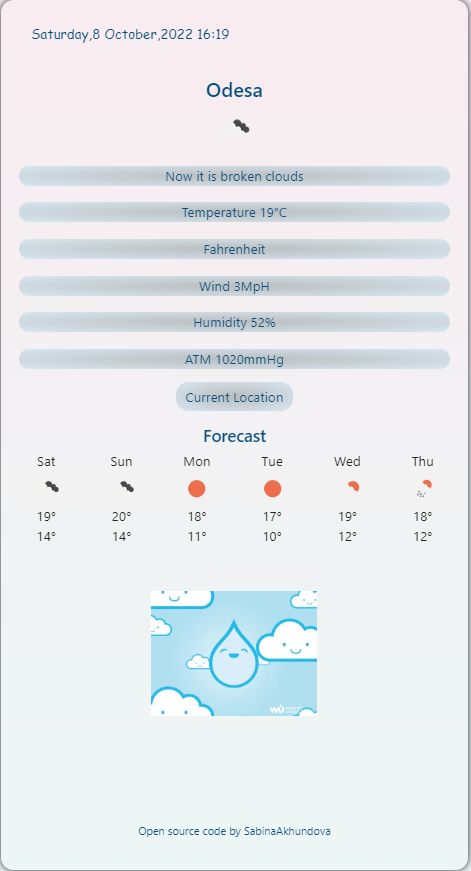 Saturday,8 October,2022 16:19
Odesa
Now it is broken clouds
Temperature 19"C
Fahrenheit
Wind 3MpH
Humidity 52%
ATM 1020mmHg
Current Location
Forecast
Sat Sun Mon Tue Wed Thu
19° 20° 18° 17° 19° 18°
14° 14° 11° 10° 12° 12°
WU
Open source code by SabinaAkhundova